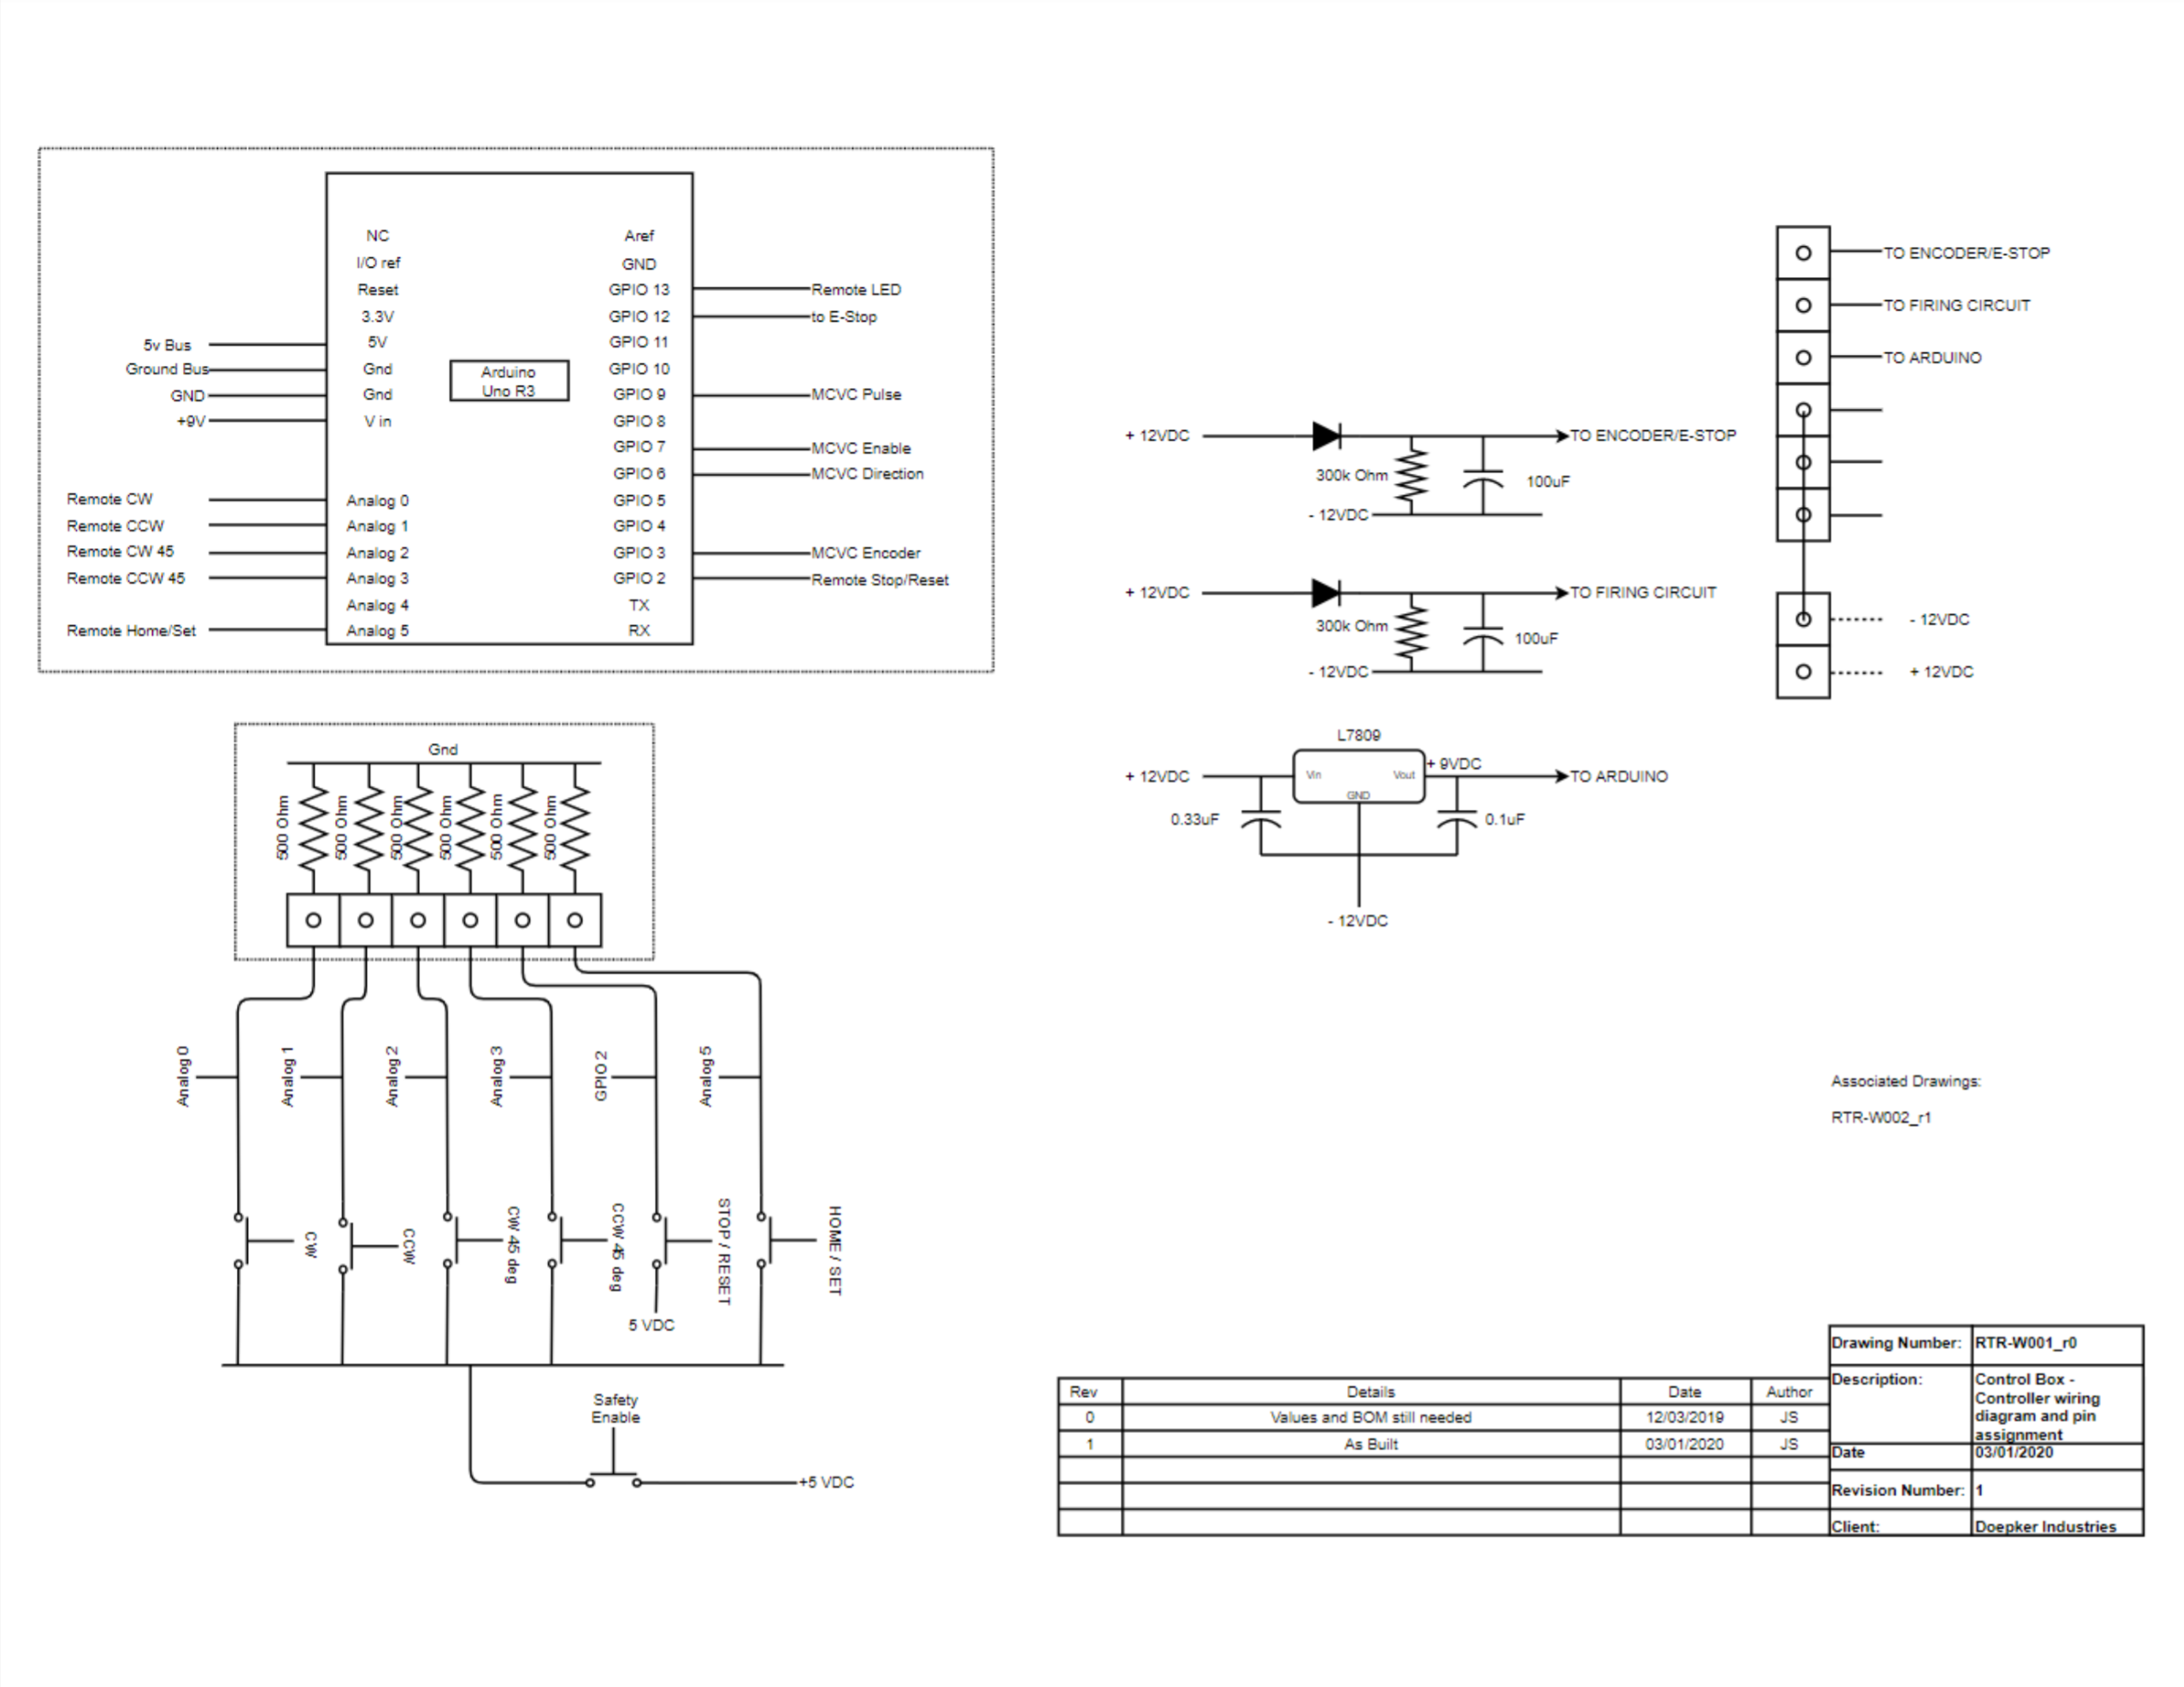 NC
I/O ref
Reset
3.3V
5V
Gnd
Gnd
V in
Analog 0
Analog 1
Analog 2
Analog 3
Analog 4
Analog 5
Arduino
Uno R3
Aref
GND
GPIO 13
GPIO 12
GPIO 11
GPIO 10
GPIO 9
GPIO 8
GPIO 7
GPIO 6
GPIO 5
GPIO 4
GPIO 3
GPIO 2
TX
RX
5v Bus
Ground Bus
GND
+9V
Remote CW
Remote CCW
Remote CW 45
Remote CCW 45
Remote Home/Set
Remote LED
to E-Stop
MCVC Pulse
MCVC Enable
MCVC Direction
MCVC Encoder
Remote Stop/Reset
+ 12VDC
TO ENCODER/E-STOP
300k Ohm
100uF
- 12VDC
+ 12VDC
TO FIRING CIRCUIT
300k Ohm
100uF
- 12VDC
L7809
+ 12VDC
Vin
Vout
GND
+ 9VDC
TO ARDUINO
0.33uF
0.1uF
- 12VDC
TO ENCODER/E-STOP
TO FIRING CIRCUIT
TO ARDUINO
- 12VDC
+ 12VDC
Gnd
500 Ohm
500 Ohm
500 Ohm
500 Ohm
500 Ohm
500 Ohm
Analog 0
Analog 1
Analog 2
Analog 3
GPIO 2
Analog 5
CW
CCW
CW 45 deg
CCW 45 deg
STOP / RESET
HOME / SET
5 VDC
Safety
Enable
+5 VDC
Associated Drawings:
RTR-W002_r1
Rev Details Date Author
0 Values and BOM still needed 12/03/2019 JS
1 As Built 03/01/2020 JS
Drawing Number: RTR-W001_r0
Description: Control Box -
Controller wiring
diagram and pin
assignment
Date 03/01/2020
Revision Number: 1
Client: Doepker Industries